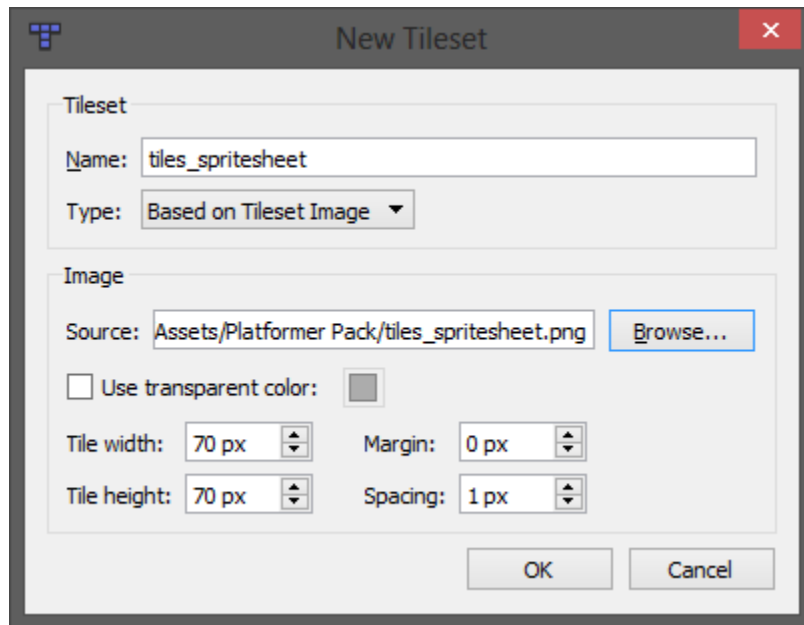 New Tileset
Tileset
Name: tiles_spritesheet
Type: Based on Tileset Image
Image
Source: Assets/Platformer Pack/tiles_spritesheet.png Browse...
Use transparent color:
Tile width: 70 px Margin: 0 px
Tile height: 70 px Spacing: 1 px
OK Cancel